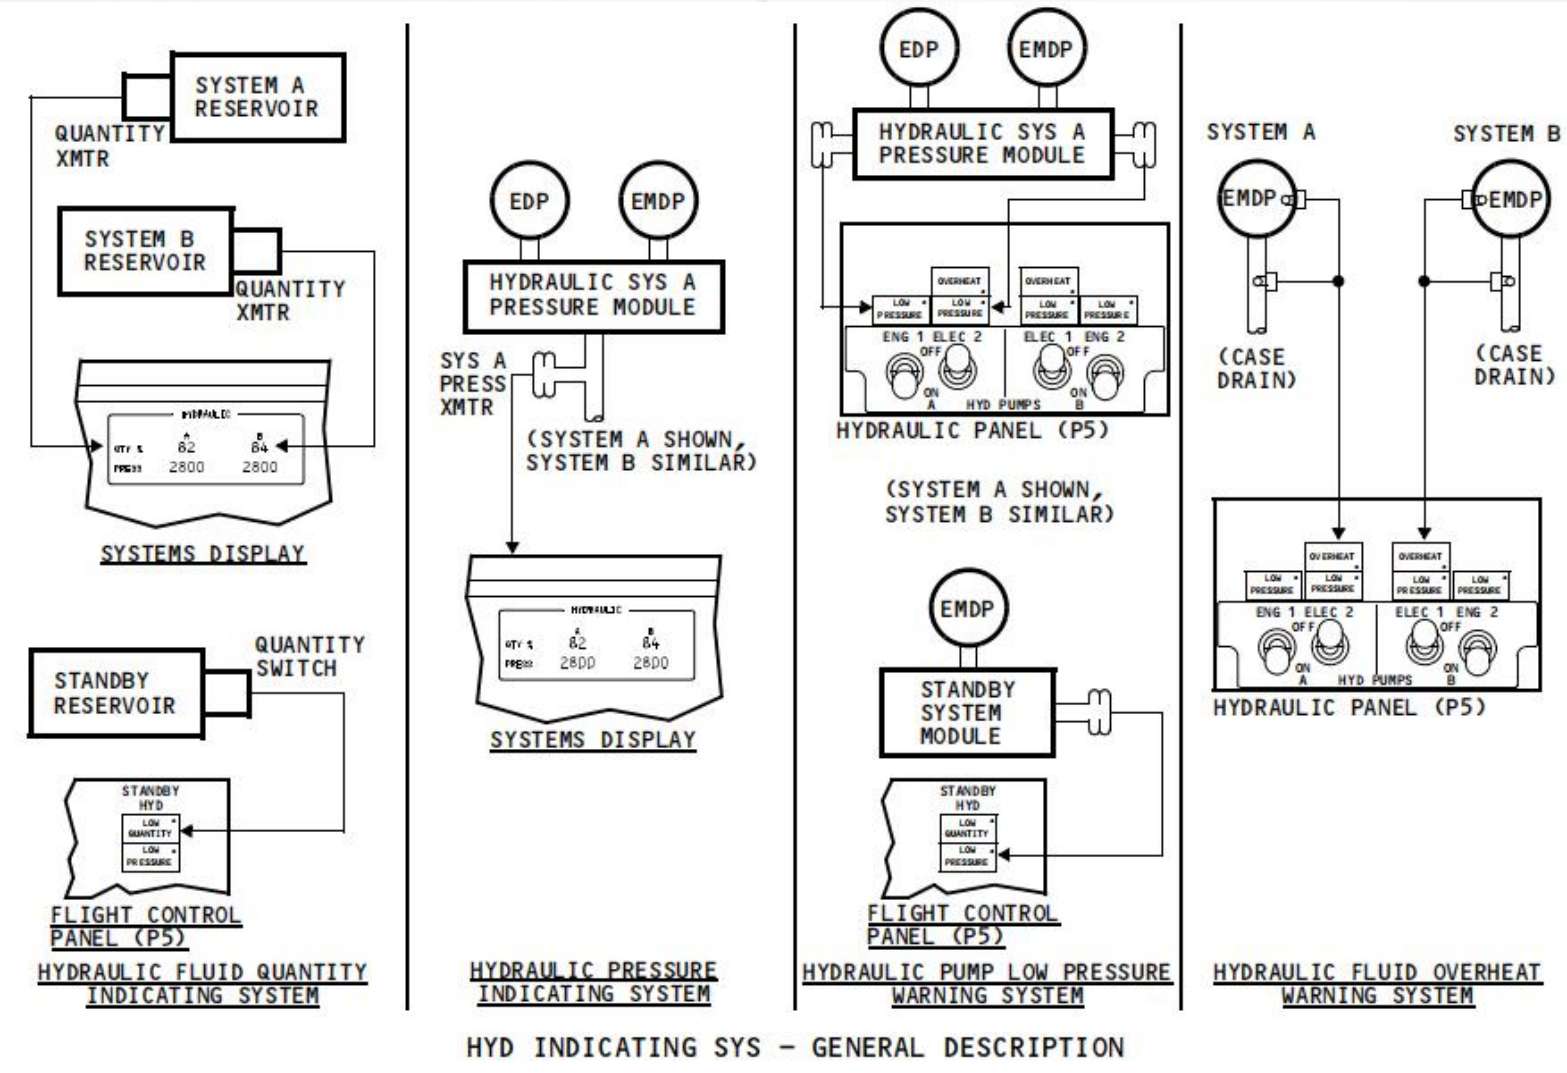 SYSTEM A
RESERVOIR
QUANTITY
XMTR
SYSTEM B
RESERVOIR
QUANTITY
XMTR
HYDRAULIC
A B
QTY % 82 84
PRESS 2800 2800
SYSTEMS DISPLAY
QUANTITY
SWITCH
STANDBY
RESERVOIR
STANDBY
HYD
LOW
QUANTITY
LOW
PRESSURE
FLIGHT CONTROL
PANEL (P5)
HYDRAULIC FLUID QUANTITY
INDICATING SYSTEM
EDP EMDP
HYDRAULIC SYS A
PRESSURE MODULE
SYS A
PRESS
XMTR
(SYSTEM A SHOWN,
SYSTEM B SIMILAR)
HYDRAULIC
A B
QTY % 82 84
PRESS 2800 2800
SYSTEMS DISPLAY
HYDRAULIC PRESSURE
INDICATING SYSTEM
EDP EMDP
HYDRAULIC SYS A
PRESSURE MODULE
OVERHEAT OVERHEAT
LOW LOW LOW LOW
PRESSURE PRESSURE PRESSURE PRESSURE
ENG 1 ELEC 2 ELEC 1 ENG 2
OFF OFF
ON ON
A HYD PUMPS B
HYDRAULIC PANEL (P5)
(SYSTEM A SHOWN,
SYSTEM B SIMILAR)
EMDP
STANDBY
SYSTEM
MODULE
STANDBY
HYD
LOW
QUANTITY
LOW
PRESSURE
FLIGHT CONTROL
PANEL (P5)
HYDRAULIC PUMP LOW PRESSURE
WARNING SYSTEM
SYSTEM A SYSTEM B
EMDP EMDP
(CASE
DRAIN)
(CASE
DRAIN)
OVERHEAT OVERHEAT
LOW LOW LOW LOW
PRESSURE PRESSURE PRESSURE PRESSURE
ENG 1 ELEC 2 ELEC 1 ENG 2
OFF OFF
ON ON
A HYD PUMPS B
HYDRAULIC PANEL (P5)
HYDRAULIC FLUID OVERHEAT
WARNING SYSTEM
HYD INDICATING SYS – GENERAL DESCRIPTION